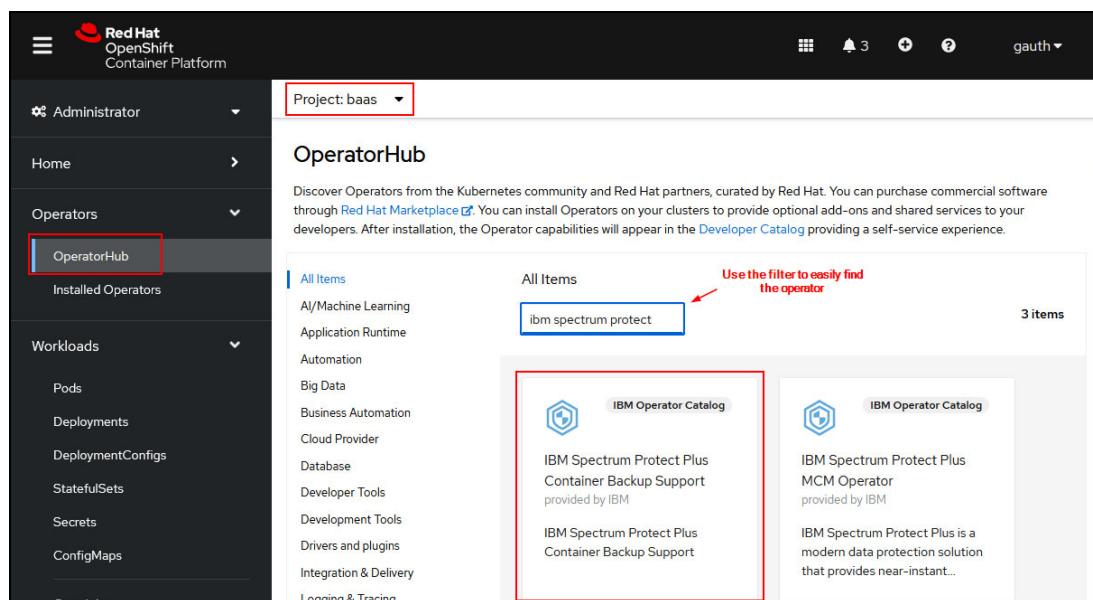 Red Hat
OpenShift
Container Platform
3
gauth
Administrator
Project: baas
Home
Operators
OperatorHub
Installed Operators
Workloads
Pods
Deployments
DeploymentConfigs
StatefulSets
Secrets
ConfigMaps
OperatorHub
Discover Operators from the Kubernetes community and Red Hat partners, curated by Red Hat. You can purchase commercial software
through Red Hat Marketplace. You can install Operators on your clusters to provide optional add-ons and shared services to your
developers. After installation, the Operator capabilities will appear in the Developer Catalog providing a self-service experience.
All Items
AI/Machine Learning
Application Runtime
Automation
Big Data
Business Automation
Cloud Provider
Database
Developer Tools
Development Tools
Drivers and plugins
Integration & Delivery
Logging & Tracing
All Items
Use the filter to easily find
the operator
ibm spectrum protect
3 items
IBM Operator Catalog
IBM Spectrum Protect Plus
Container Backup Support
provided by IBM
IBM Spectrum Protect Plus
Container Backup Support
IBM Operator Catalog
IBM Spectrum Protect Plus
MCM Operator
provided by IBM
IBM Spectrum Protect Plus is a
modern data protection solution
that provides near-instant...